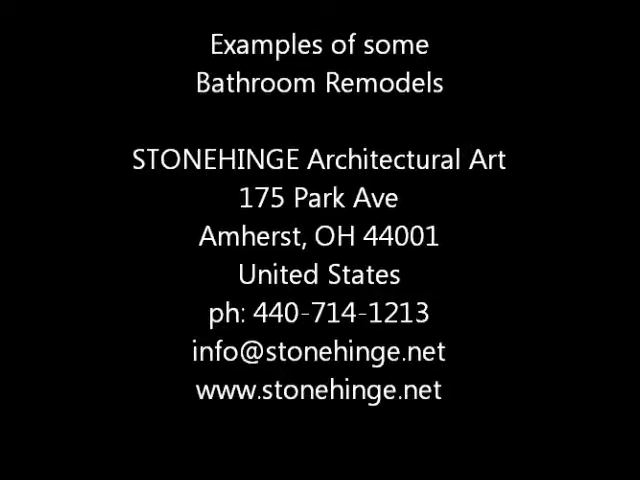 Examples of some
Bathroom Remodels
STONEHINGE Architectural Art
175 Park Ave
Amherst, OH 44001
United States
ph: 440-714-1213
info@stonehinge.net
www.stonehinge.net